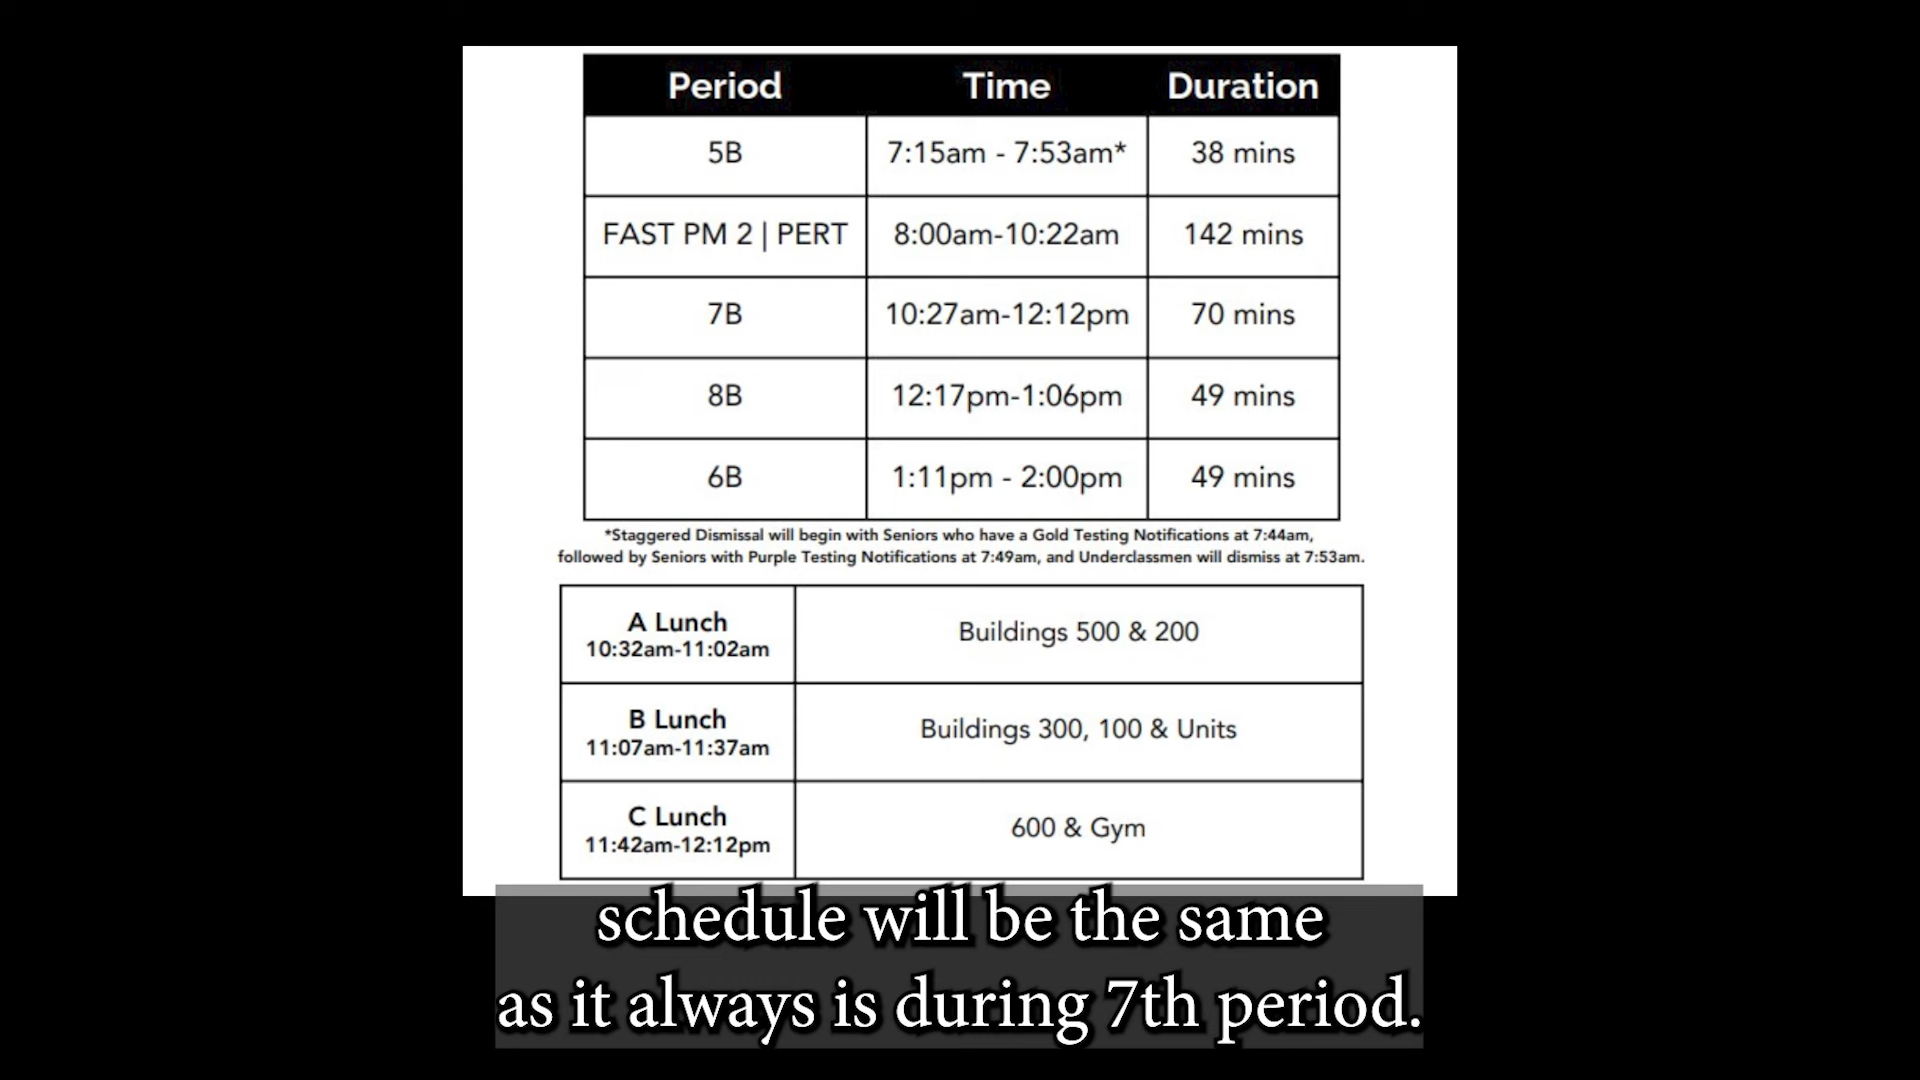 Period Time Duration
5B 7:15am - 7:53am* 38 mins
FAST PM 2 | PERT 8:00am-10:22am 142 mins
7B 10:27am-12:12pm 70 mins
8B 12:17pm-1:06pm 49 mins
6B 1:11pm - 2:00pm 49 mins
*Staggered Dismissal will begin with Seniors who have a Gold Testing Notifications at 7:44am,
followed by Seniors with Purple Testing Notifications at 7:49am, and Underclassmen will dismiss at 7:53am.
A Lunch
10:32am-11:02am
Buildings 500 & 200
B Lunch
11:07am-11:37am
Buildings 300, 100 & Units
C Lunch
11:42am-12:12pm
600 & Gym
schedule will be the same
as it always is during 7th period.